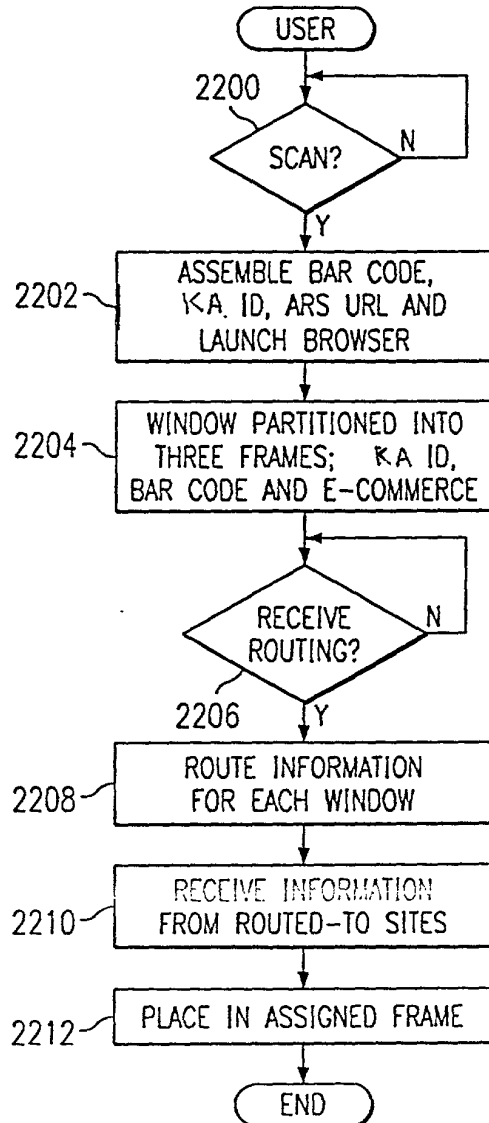 USER
2200
SCAN?
N
Y
2202
ASSEMBLE BAR CODE,
KA ID, ARS URL AND
LAUNCH BROWSER
2204
WINDOW PARTITIONED INTO
THREE FRAMES; KA ID,
BAR CODE AND E-COMMERCE
RECEIVE
ROUTING?
N
2206
Y
2208
ROUTE INFORMATION
FOR EACH WINDOW
2210
RECEIVE INFORMATION
FROM ROUTED-TO SITES
2212
PLACE IN ASSIGNED FRAME
END